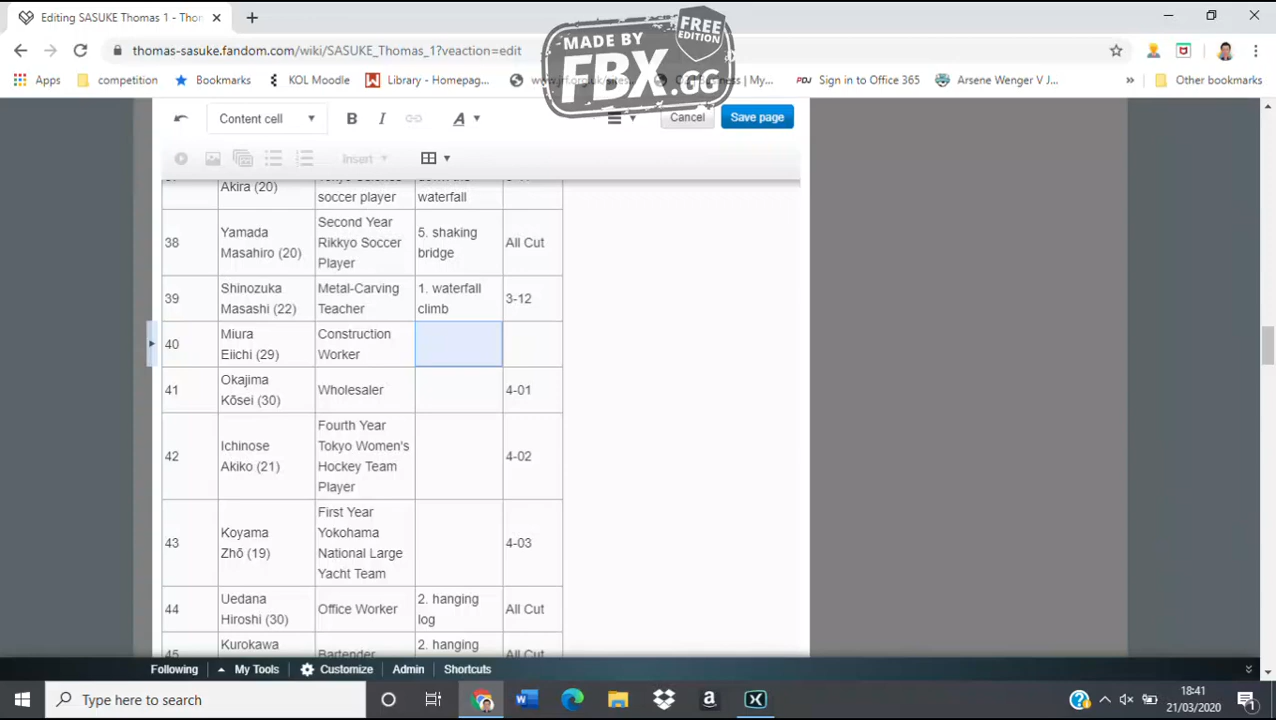 Editing SASUKE Thomas 1 - Thor
thomas-sasuke.fandom.com/wiki/SASUKE_Thomas_1?veaction=edit
MADE BY
FREE
EDITION
FBX.GG
Apps
competition
Bookmarks
KOL Moodle
Library - Homepag...
Sign in to Office 365
Arsene Wenger V J...
Other bookmarks
Content cell
B
I
A
Cancel
Save page
Insert
Akira (20)
soccer player
waterfall
38
Yamada
Masahiro (20)
Second Year
Rikkyo Soccer
Player
5. shaking
bridge
All Cut
39
Shinozuka
Masashi (22)
Metal-Carving
Teacher
1. waterfall
climb
3-12
40
Miura
Eiichi (29)
Construction
Worker
41
Okajima
Kōsei (30)
Wholesaler
4-01
42
Ichinose
Akiko (21)
Fourth Year
Tokyo Women's
Hockey Team
Player
4-02
43
Koyama
Zhō (19)
First Year
Yokohama
National Large
Yacht Team
4-03
44
Uedana
Hiroshi (30)
Office Worker
2. hanging
log
All Cut
45
Kurokawa
Bartender
2. hanging
All Cut
Following
My Tools
Customize
Admin
Shortcuts
Type here to search
18:41
21/03/2020